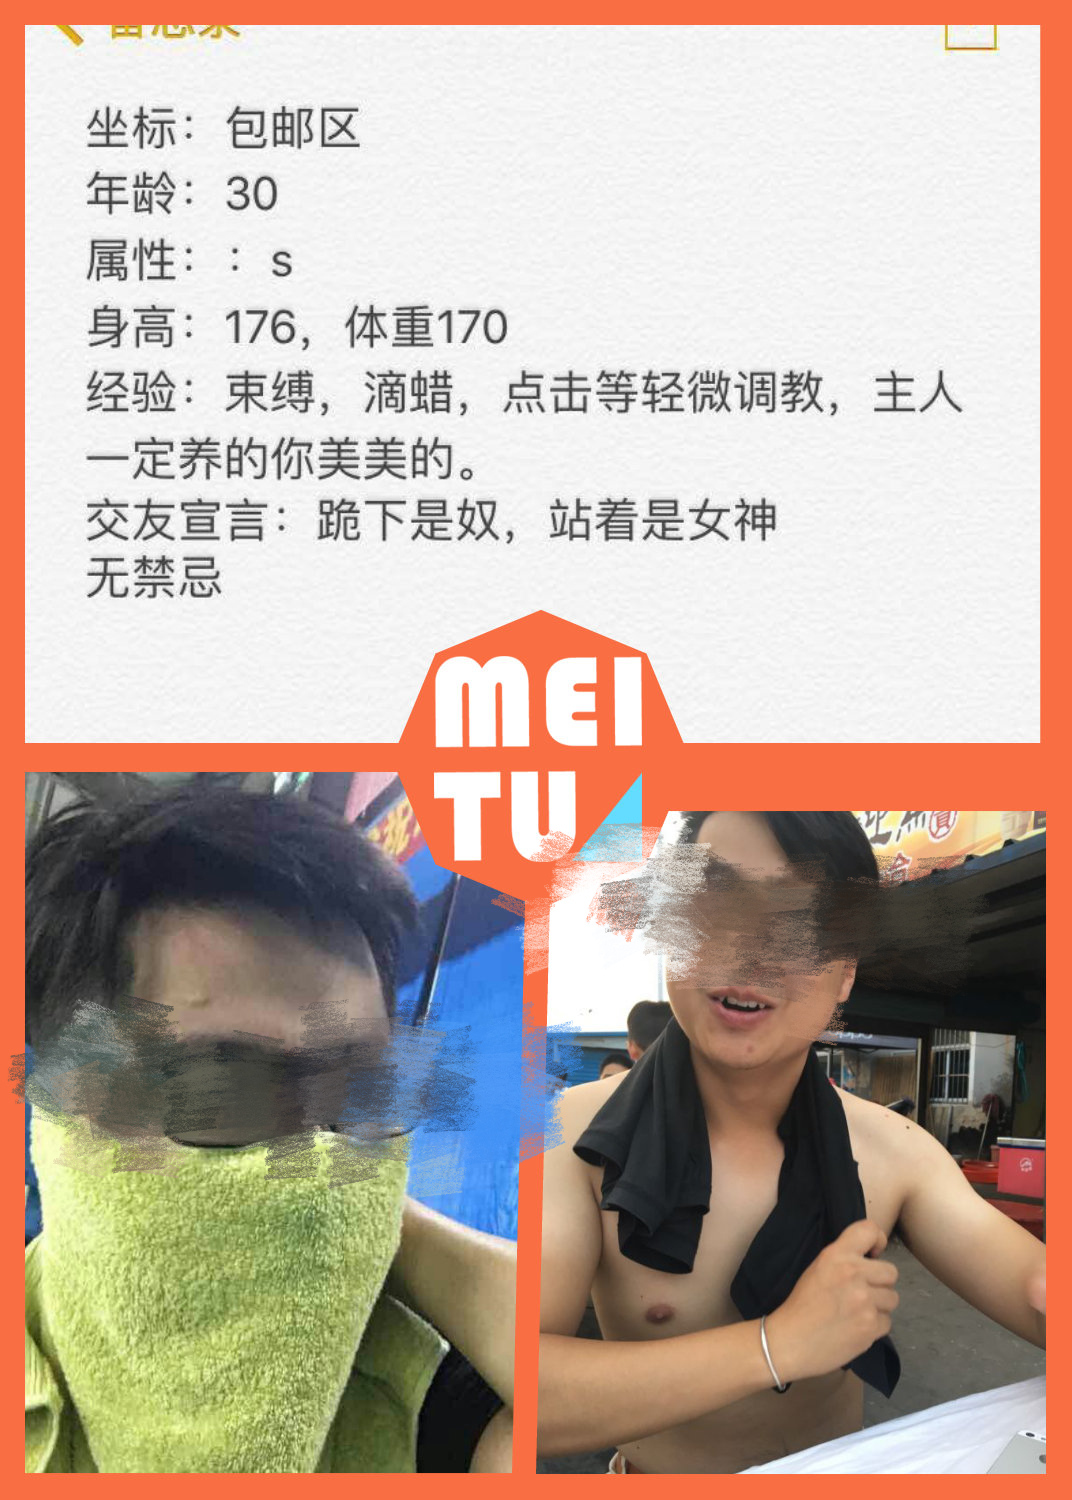 备忘录
坐标：包邮区
年龄：30
属性：：s
身高：176，体重170
经验：束缚，滴蜡，点击等轻微调教，主人
一定养的你美美的。
交友宣言：跪下是奴，站着是女神
无禁忌
MEI
TU